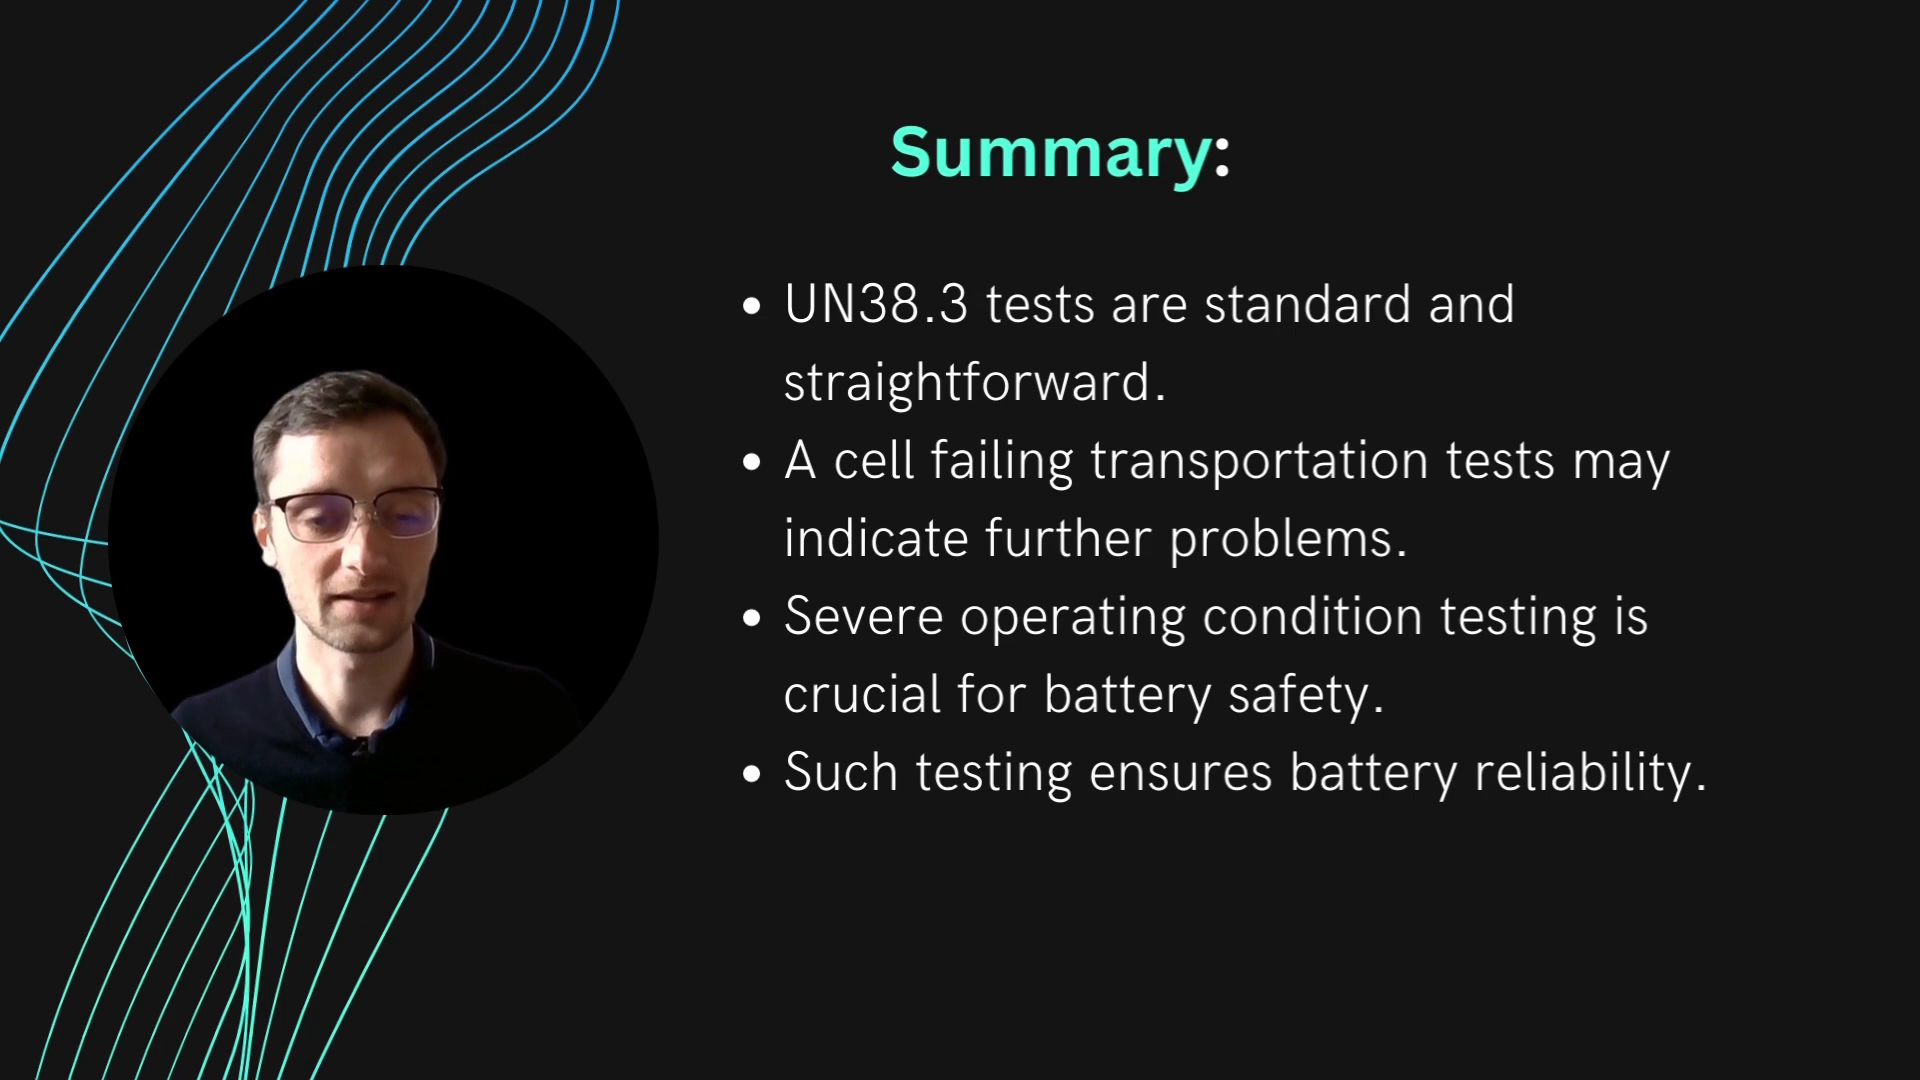 Summary:
• UN38.3 tests are standard and
straightforward.
• A cell failing transportation tests may
indicate further problems.
• Severe operating condition testing is
crucial for battery safety.
• Such testing ensures battery reliability.